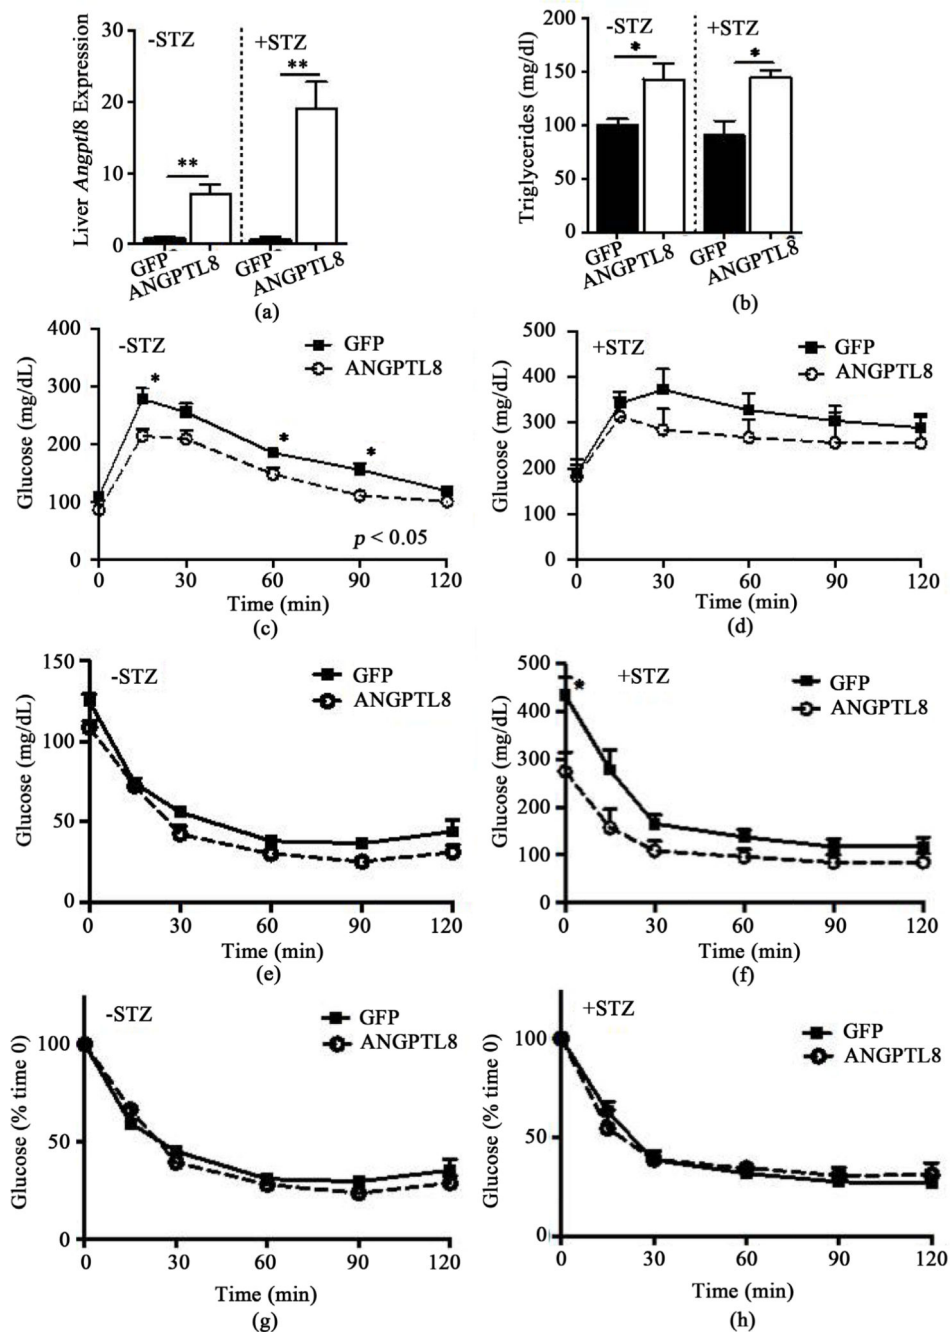 30
20
10
0
Liver Angptl8 Expression
-STZ
+STZ
**
**
GFP
ANGPTL8
GFP
ANGPTL8
(a)
200
150
100
50
0
Triglycerides (mg/dl)
-STZ
+STZ
*
*
GFP
ANGPTL8
GFP
ANGPTL8
(b)
400
300
200
100
0
Glucose (mg/dL)
-STZ
GFP
ANGPTL8
*
*
*
p < 0.05
0 30 60 90 120
Time (min)
(c)
500
400
300
200
100
0
Glucose (mg/dL)
+STZ
GFP
ANGPTL8
0 30 60 90 120
Time (min)
(d)
150
100
50
0
Glucose (mg/dL)
-STZ
GFP
ANGPTL8
0 30 60 90 120
Time (min)
(e)
500
400
300
200
100
0
Glucose (mg/dL)
*
+STZ
GFP
ANGPTL8
0 30 60 90 120
Time (min)
(f)
100
50
0
Glucose (% time 0)
-STZ
GFP
ANGPTL8
0 30 60 90 120
Time (min)
(g)
100
50
0
Glucose (% time 0)
+STZ
GFP
ANGPTL8
0 30 60 90 120
Time (min)
(h)